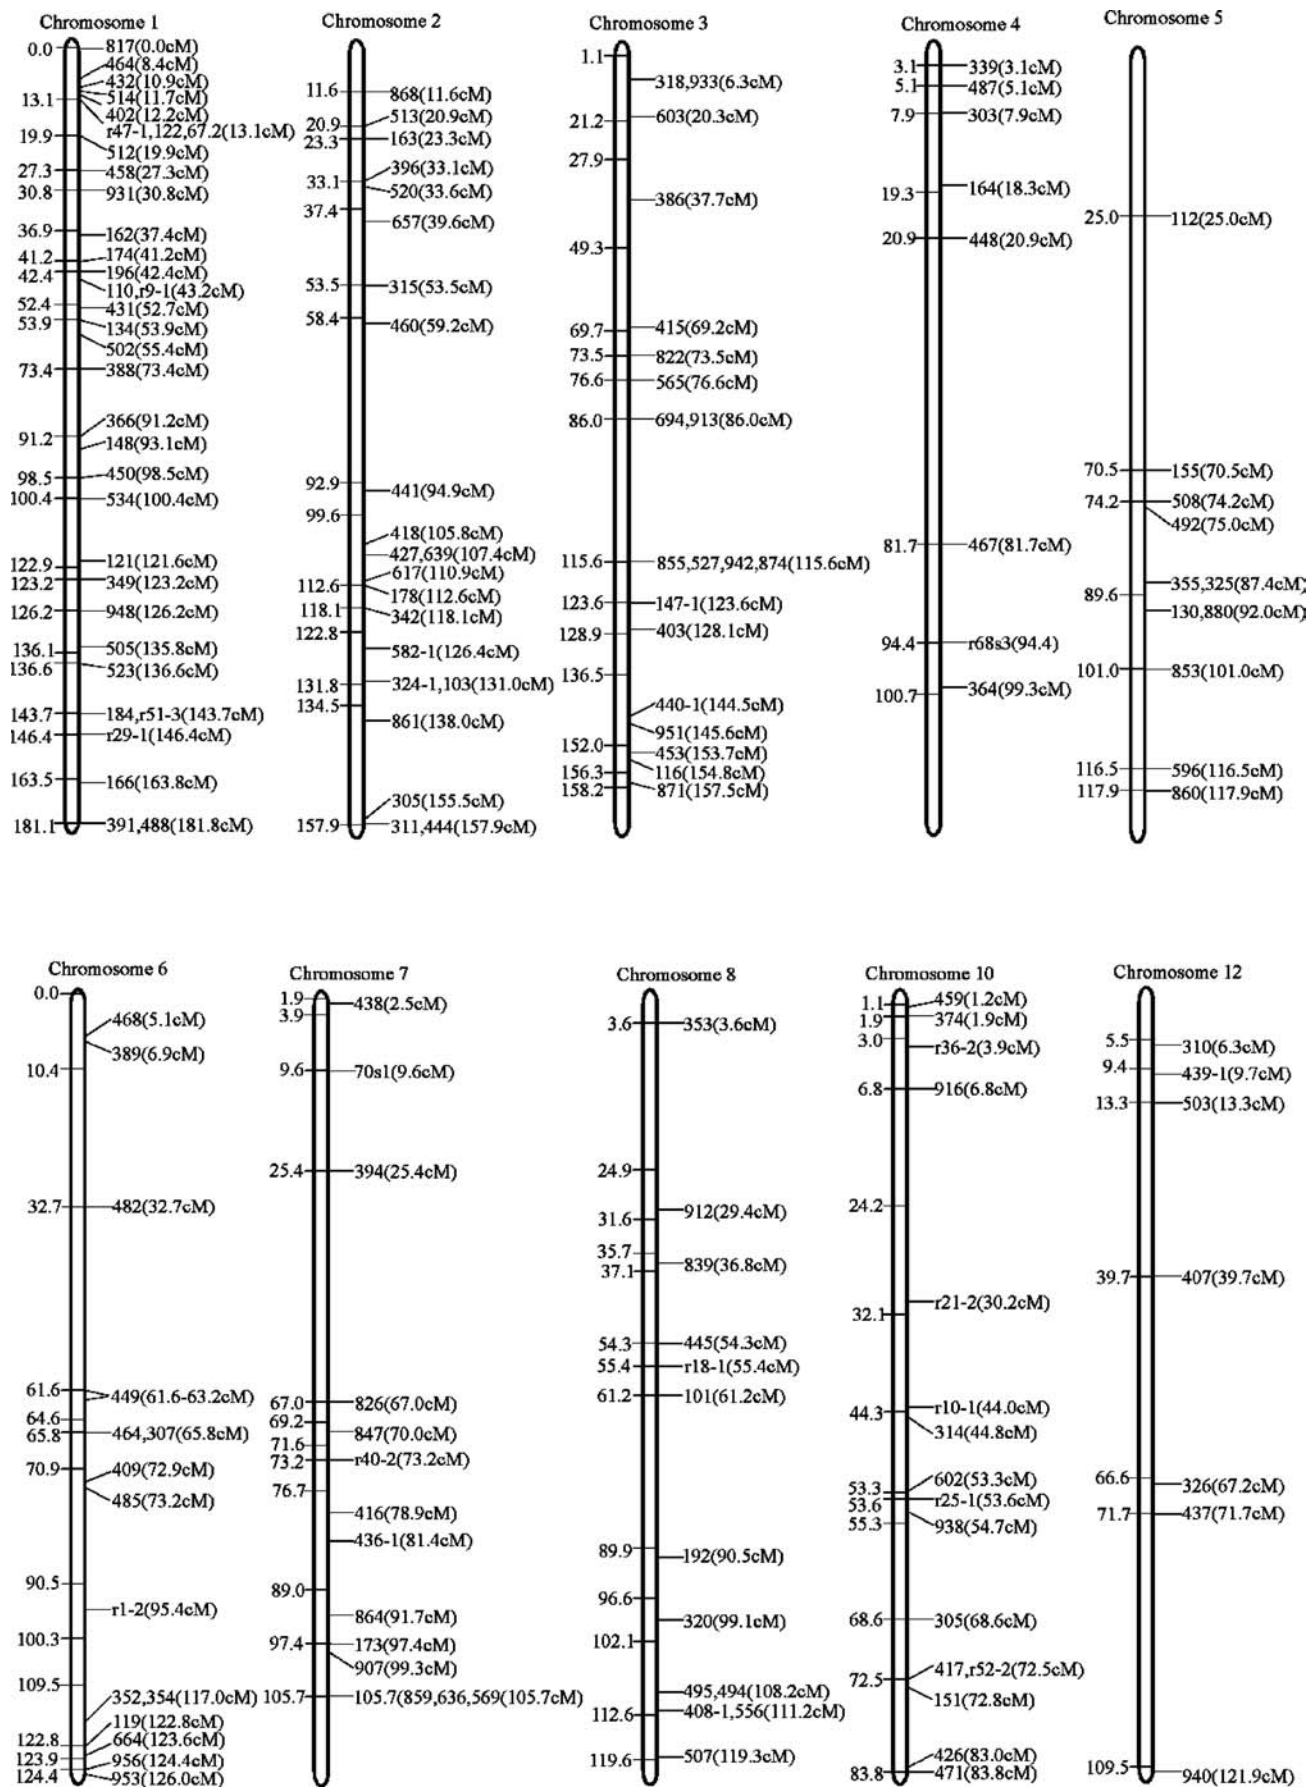 Chromosome 1
0.0
13.1
19.9
27.3
30.8
36.9
41.2
42.4
52.4
53.9
73.4
91.2
98.5
100.4
122.9
123.2
126.2
136.1
136.6
143.7
146.4
163.5
181.1
817(0.0cM)
464(8.4cM)
432(10.9cM)
514(11.7cM)
402(12.2cM)
r47-1,122,67.2(13.1cM)
512(19.9cM)
458(27.3cM)
931(30.8cM)
162(37.4cM)
174(41.2cM)
196(42.4cM)
110,r9-1(43.2cM)
431(52.7cM)
134(53.9cM)
502(55.4cM)
388(73.4cM)
366(91.2cM)
148(93.1cM)
450(98.5cM)
534(100.4cM)
121(121.6cM)
349(123.2cM)
948(126.2cM)
505(135.8cM)
523(136.6cM)
184,r51-3(143.7cM)
r29-1(146.4cM)
166(163.8cM)
391,488(181.8cM)
Chromosome 2
11.6
20.9
23.3
33.1
37.4
53.5
58.4
92.9
99.6
112.6
118.1
122.8
131.8
134.5
157.9
868(11.6cM)
513(20.9cM)
163(23.3cM)
396(33.1cM)
520(33.6cM)
657(39.6cM)
315(53.5cM)
460(59.2cM)
441(94.9cM)
418(105.8cM)
427,639(107.4cM)
617(110.9cM)
178(112.6cM)
342(118.1cM)
582-1(126.4cM)
324-1,103(131.0cM)
861(138.0cM)
305(155.5cM)
311,444(157.9cM)
Chromosome 3
1.1
21.2
27.9
49.3
69.7
73.5
76.6
86.0
115.6
123.6
128.9
136.5
152.0
156.3
158.2
318,933(6.3cM)
603(20.3cM)
386(37.7cM)
415(69.2cM)
822(73.5cM)
565(76.6cM)
694,913(86.0cM)
855,527,942,874(115.6cM)
147-1(123.6cM)
403(128.1cM)
440-1(144.5cM)
951(145.6cM)
453(153.7cM)
116(154.8cM)
871(157.5cM)
Chromosome 4
3.1
5.1
7.9
19.3
20.9
81.7
94.4
100.7
339(3.1cM)
487(5.1cM)
303(7.9cM)
164(18.3cM)
448(20.9cM)
467(81.7cM)
r68s3(94.4)
364(99.3cM)
Chromosome 5
25.0
70.5
74.2
89.6
101.0
116.5
117.9
112(25.0cM)
155(70.5cM)
508(74.2cM)
492(75.0cM)
355,325(87.4cM)
130,880(92.0cM)
853(101.0cM)
596(116.5cM)
860(117.9cM)
Chromosome 6
0.0
10.4
32.7
61.6
64.6
65.8
70.9
90.5
100.3
109.5
122.8
123.9
124.4
468(5.1cM)
389(6.9cM)
482(32.7cM)
449(61.6-63.2cM)
464,307(65.8cM)
409(72.9cM)
485(73.2cM)
r1-2(95.4cM)
352,354(117.0cM)
119(122.8cM)
664(123.6cM)
956(124.4cM)
953(126.0cM)
Chromosome 7
1.9
3.9
9.6
25.4
67.0
69.2
71.6
73.2
76.7
89.0
97.4
105.7
438(2.5cM)
70s1(9.6cM)
394(25.4cM)
826(67.0cM)
847(70.0cM)
r40-2(73.2cM)
416(78.9cM)
436-1(81.4cM)
864(91.7cM)
173(97.4cM)
907(99.3cM)
105.7(859,636,569(105.7cM)
Chromosome 8
3.6
24.9
31.6
35.7
37.1
54.3
55.4
61.2
89.9
96.6
102.1
112.6
119.6
353(3.6cM)
912(29.4cM)
839(36.8cM)
445(54.3cM)
r18-1(55.4cM)
101(61.2cM)
192(90.5cM)
320(99.1cM)
495,494(108.2cM)
408-1,556(111.2cM)
507(119.3cM)
Chromosome 10
1.1
1.9
3.0
6.8
24.2
32.1
44.3
53.3
53.6
55.3
68.6
72.5
83.8
459(1.2cM)
374(1.9cM)
r36-2(3.9cM)
916(6.8cM)
r21-2(30.2cM)
r10-1(44.0cM)
314(44.8cM)
602(53.3cM)
r25-1(53.6cM)
938(54.7cM)
305(68.6cM)
417,r52-2(72.5cM)
151(72.8cM)
426(83.0cM)
471(83.8cM)
Chromosome 12
5.5
9.4
13.3
39.7
66.6
71.7
109.5
310(6.3cM)
439-1(9.7cM)
503(13.3cM)
407(39.7cM)
326(67.2cM)
437(71.7cM)
940(121.9cM)